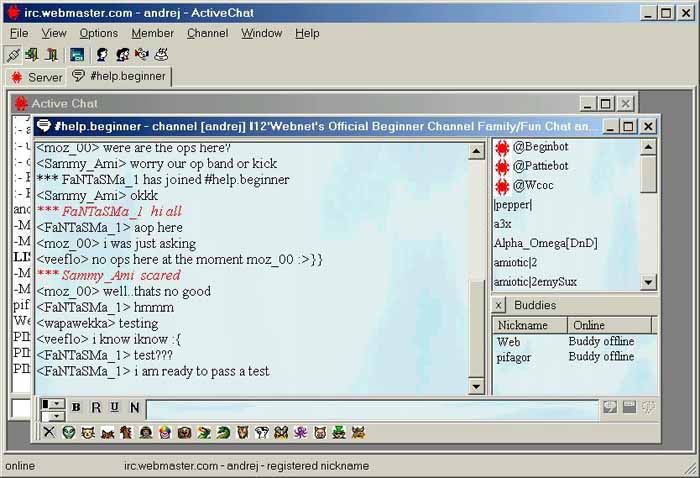 irc.webmaster.com - andrej - ActiveChat
File View Options Member Channel Window Help
Server #help.beginner
Active Chat
#help.beginner - channel [andrej] l12'Webnet's Official Beginner Channel Family/Fun Chat an...
<moz_00> were are the ops here?
<Sammy_Ami> worry our op band or kick
*** FaNTaSMa_1 has joined #help.beginner
<Sammy_Ami> okkk
*** FaNTaSMa_1 hi all
<FaNTaSMa_1> aop here
<moz_00> i was just asking
<veeflo> no ops here at the moment moz_00 :>}}
*** Sammy_Ami scared
<moz_00> well..thats no good
<FaNTaSMa_1> hmmm
<wapawekka> testing
<veeflo> i know iknow :{
<FaNTaSMa_1> test???
<FaNTaSMa_1> i am ready to pass a test
@Beginbot
@Pattiebot
@Wcoc
|pepper|
a3x
Alpha_Omega[DnD]
amiotic|2
amiotic|2emySux
x Buddies
Nickname Online
Web Buddy offline
pifagor Buddy offline
B R U N
online irc.webmaster.com - andrej - registered nickname